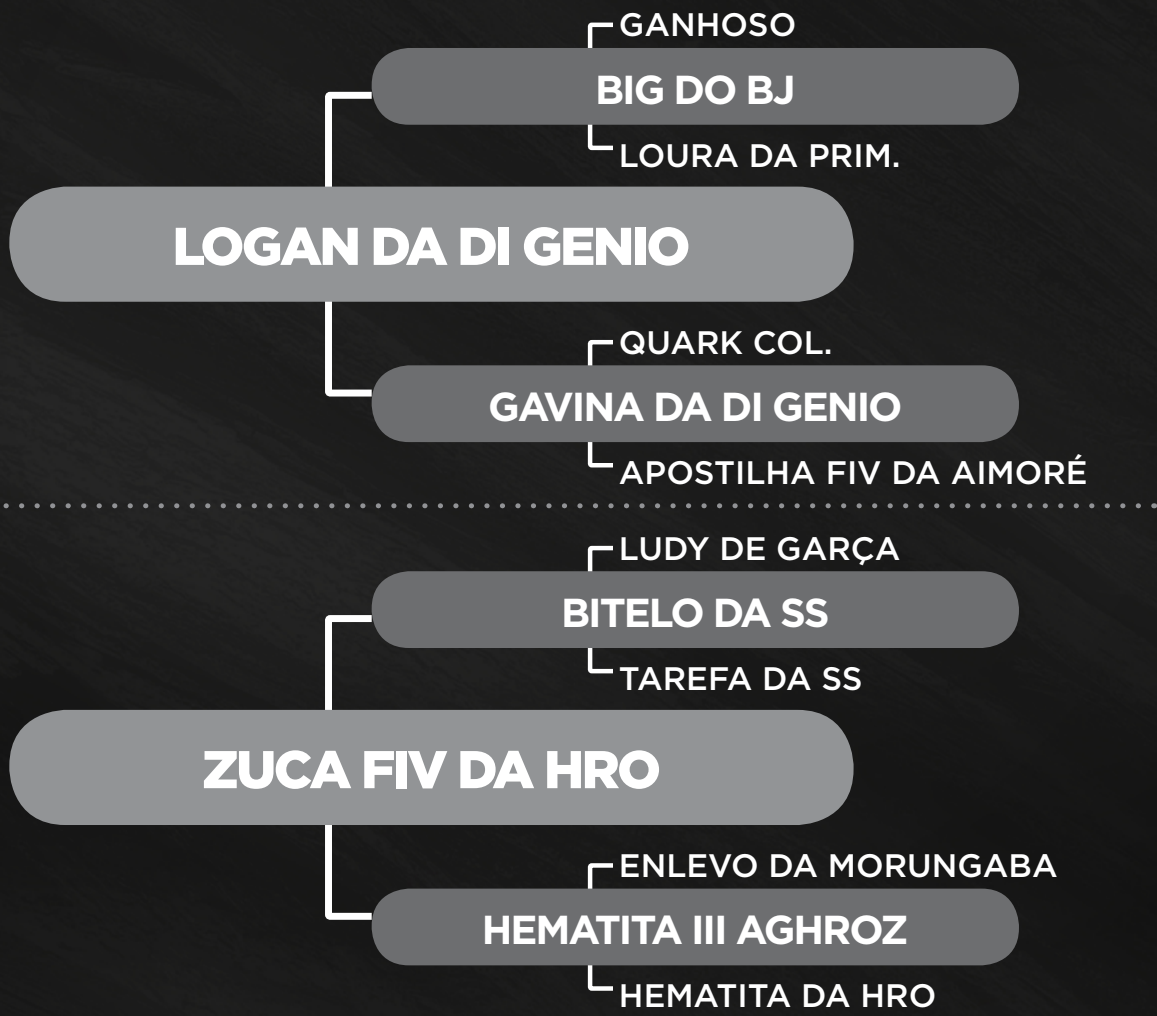 GANHOSO
BIG DO BJ
LOURA DA PRIM.
LOGAN DA DI GENIO
QUARK COL.
GAVINA DA DI GENIO
APOSTILHA FIV DA AIMORÉ
LUDY DE GARÇA
BITELO DA SS
TAREFA DA SS
ZUCA FIV DA HRO
ENLEVO DA MORUNGABA
HEMATITA III AGHROZ
HEMATITA DA HRO